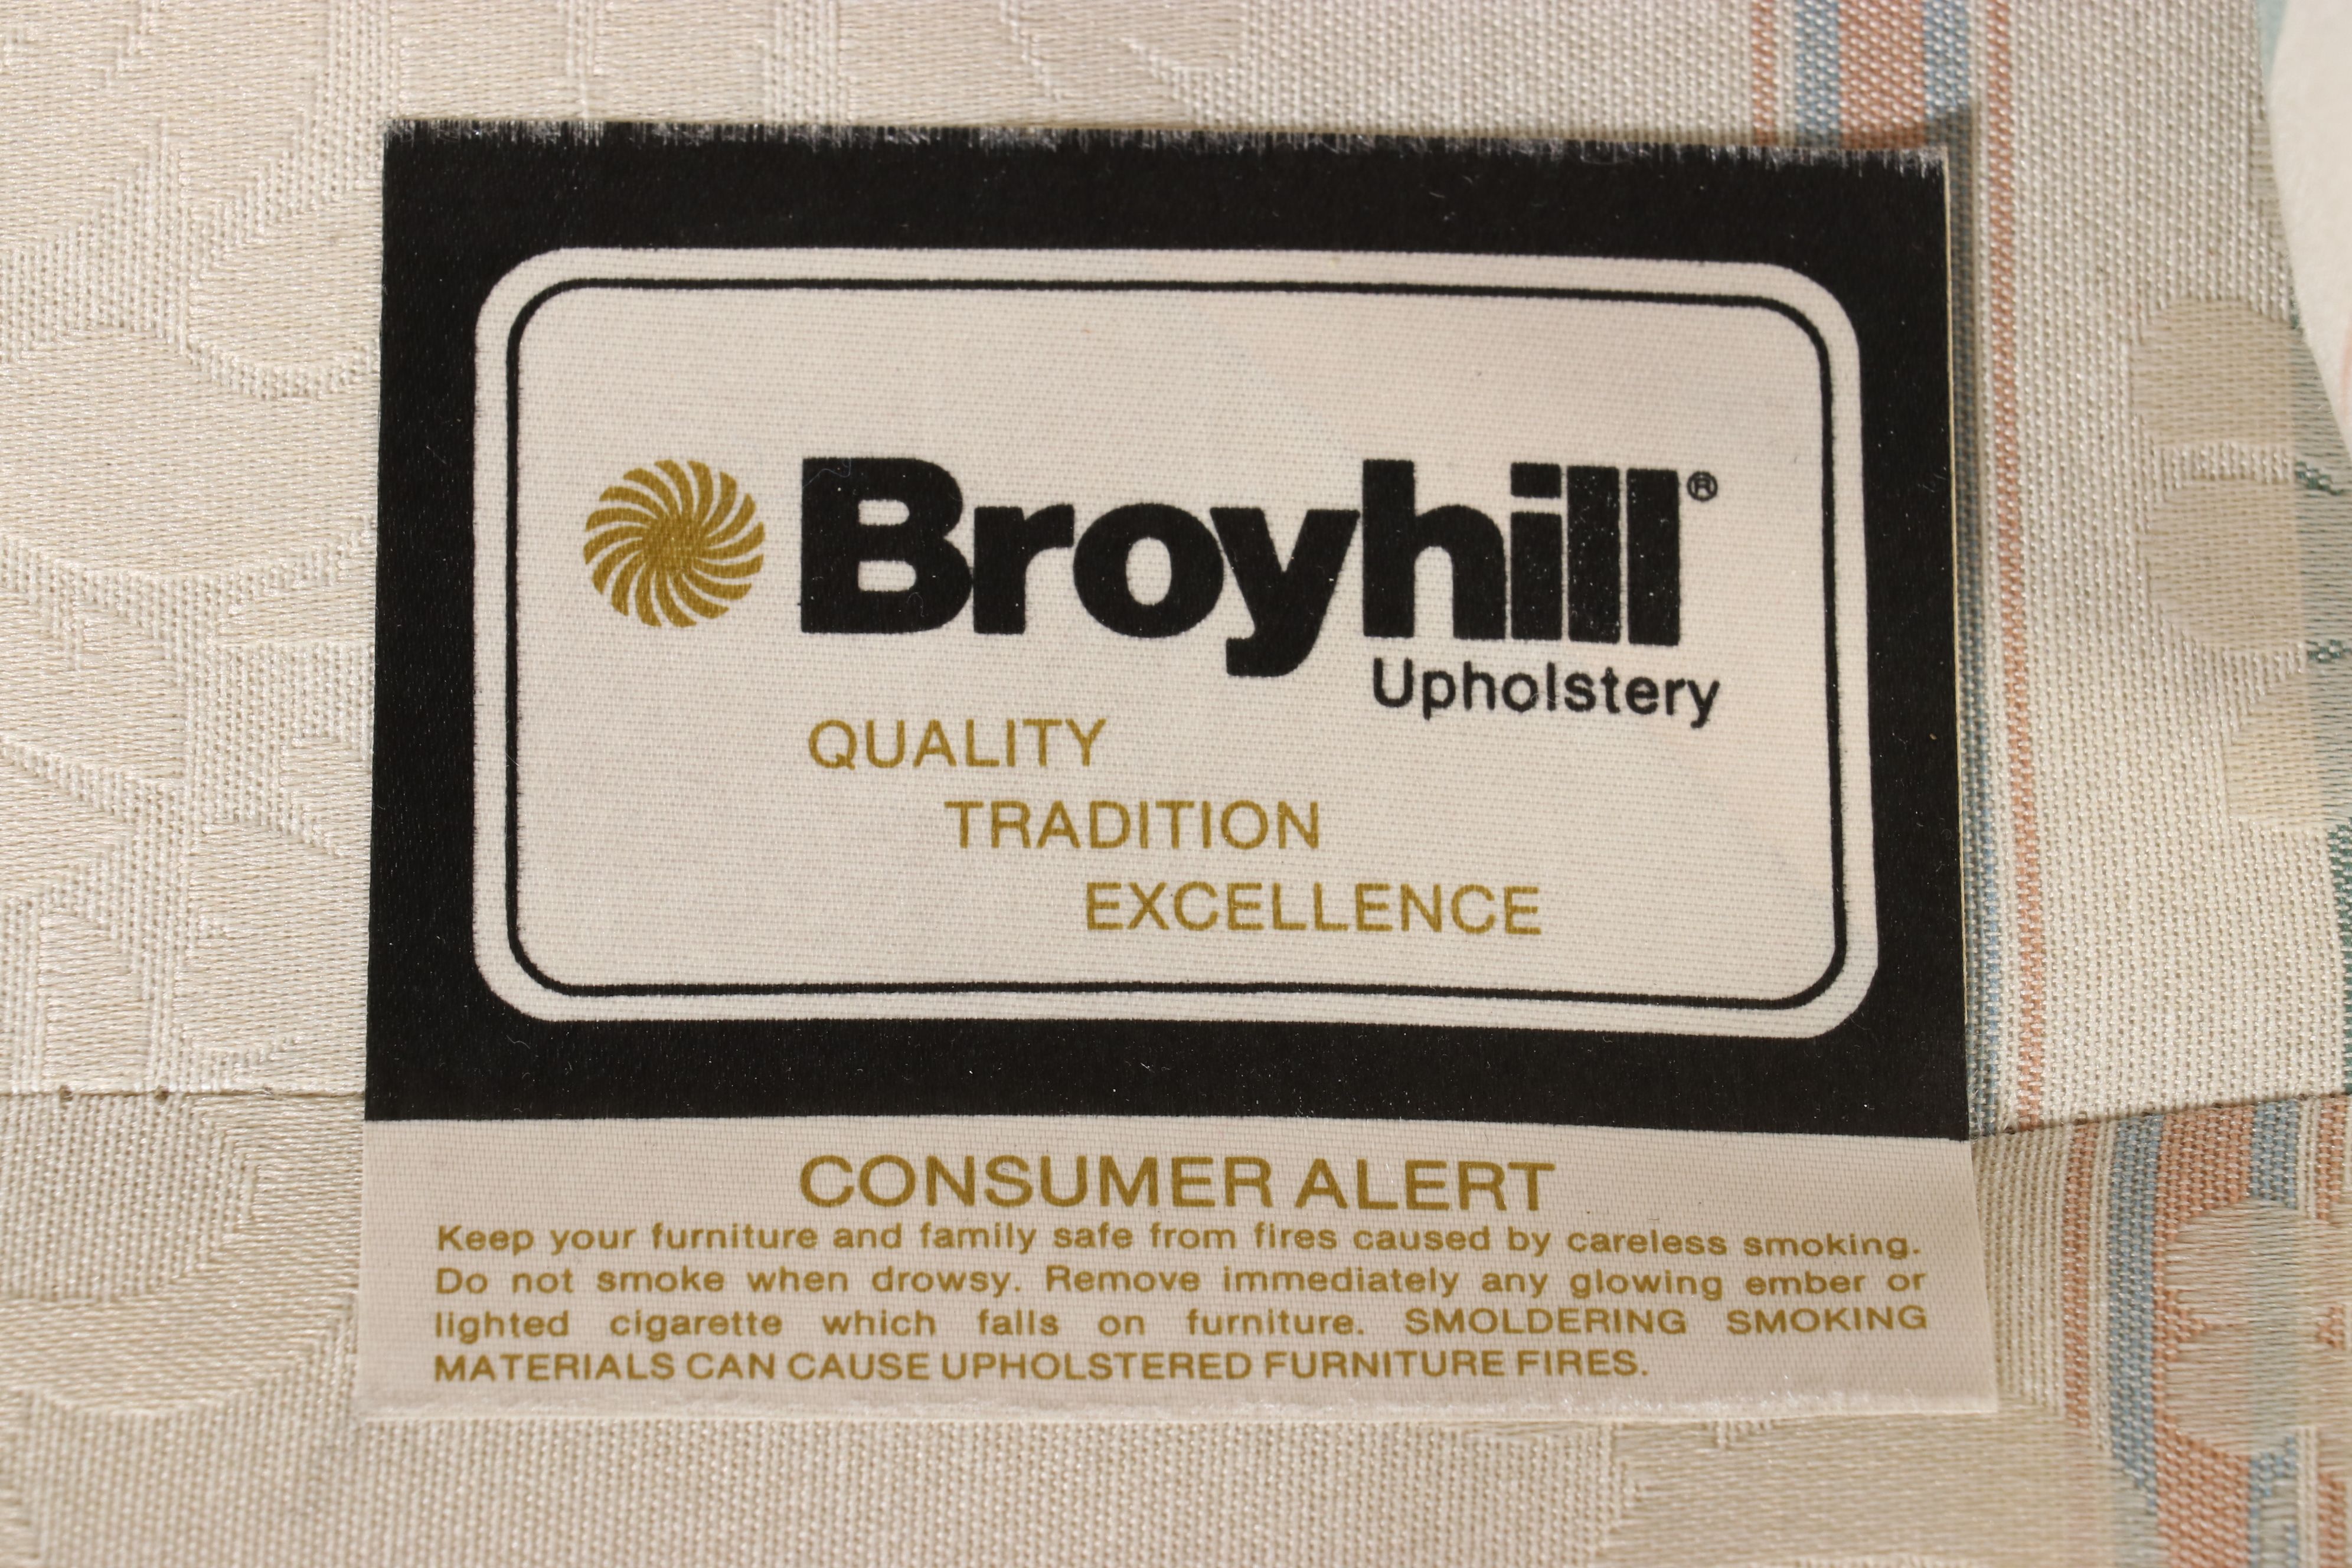 Broyhill®
Upholstery
QUALITY
TRADITION
EXCELLENCE
CONSUMER ALERT
Keep your furniture and family safe from fires caused by careless smoking.
Do not smoke when drowsy. Remove immediately any glowing ember or
lighted cigarette which falls on furniture. SMOLDERING SMOKING
MATERIALS CAN CAUSE UPHOLSTERED FURNITURE FIRES.